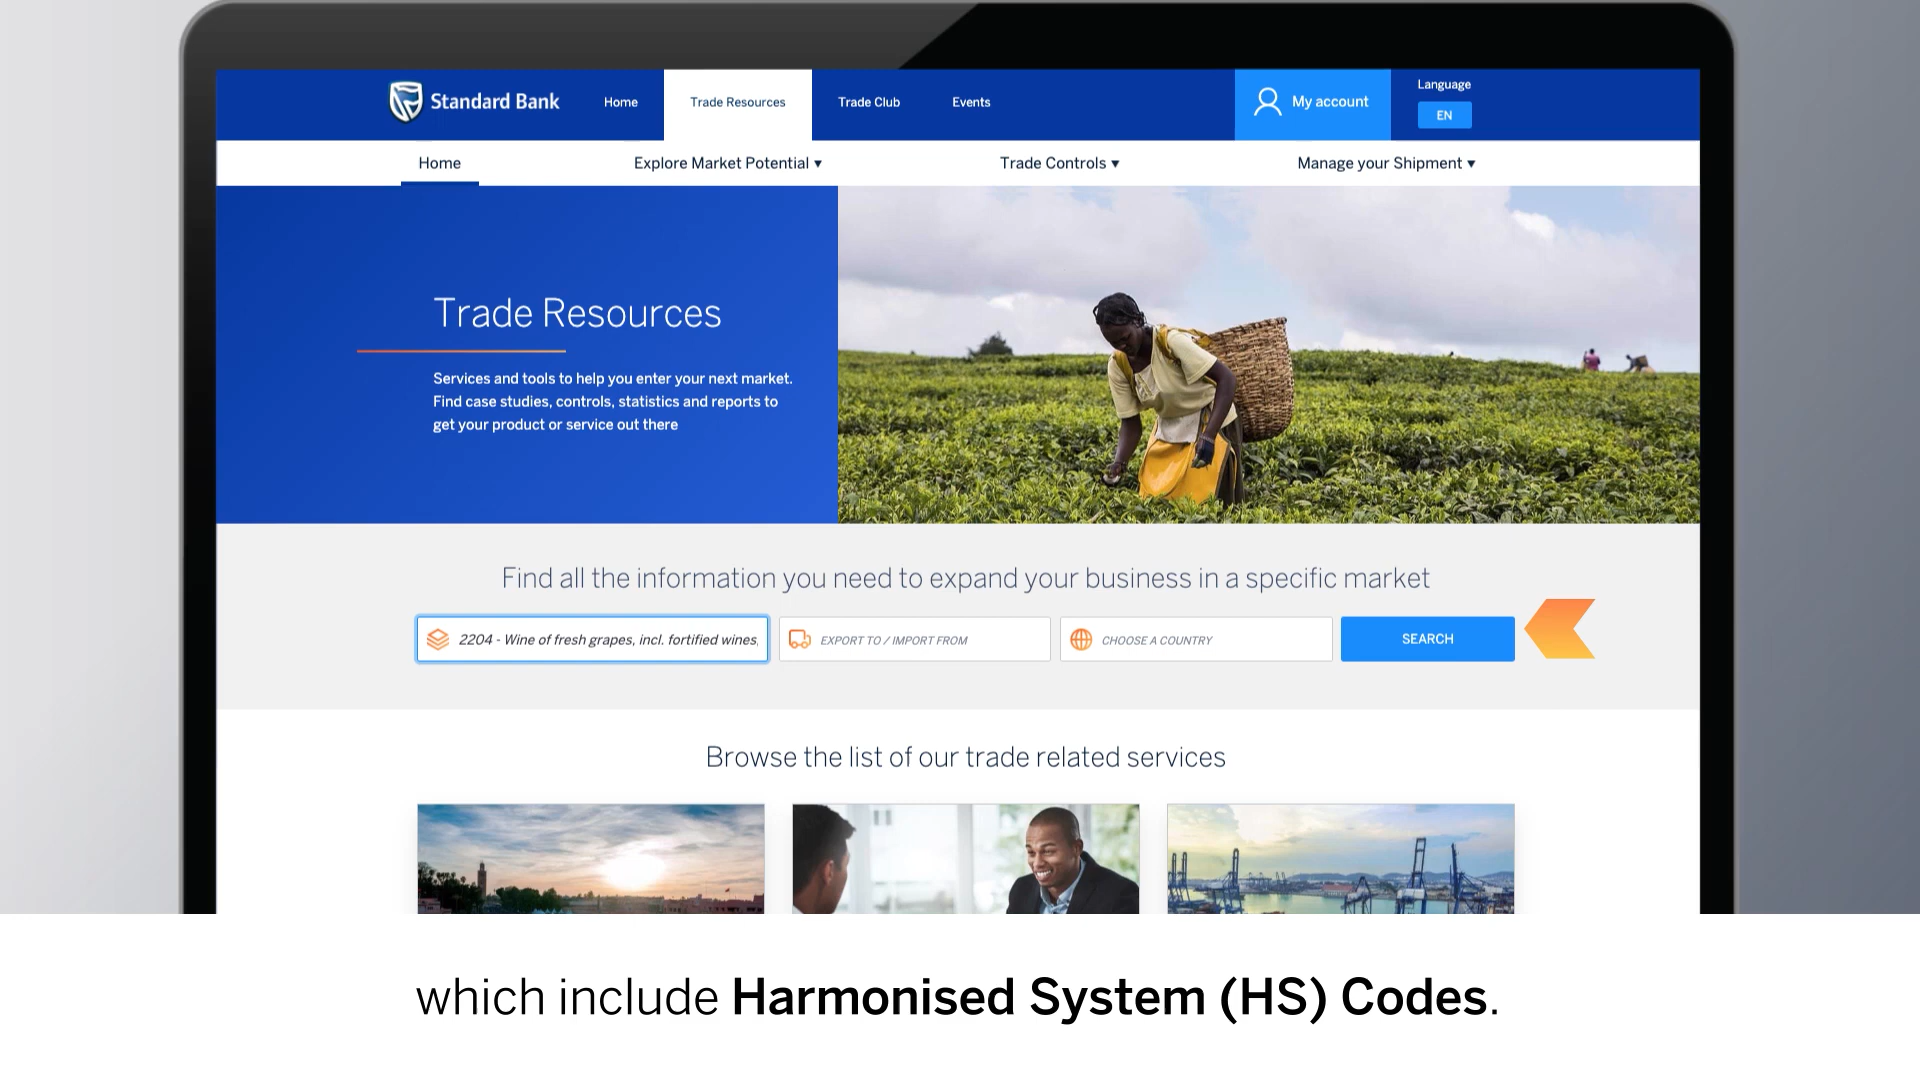 Standard Bank
Home
Trade Resources
Trade Club
Events
My account
Language
EN
Home
Explore Market Potential ▾
Trade Controls ▾
Manage your Shipment ▾
Trade Resources
Services and tools to help you enter your next market.
Find case studies, controls, statistics and reports to
get your product or service out there
Find all the information you need to expand your business in a specific market
2204 - Wine of fresh grapes, incl. fortified wines,
EXPORT TO / IMPORT FROM
CHOOSE A COUNTRY
SEARCH
Browse the list of our trade related services
which include Harmonised System (HS) Codes.